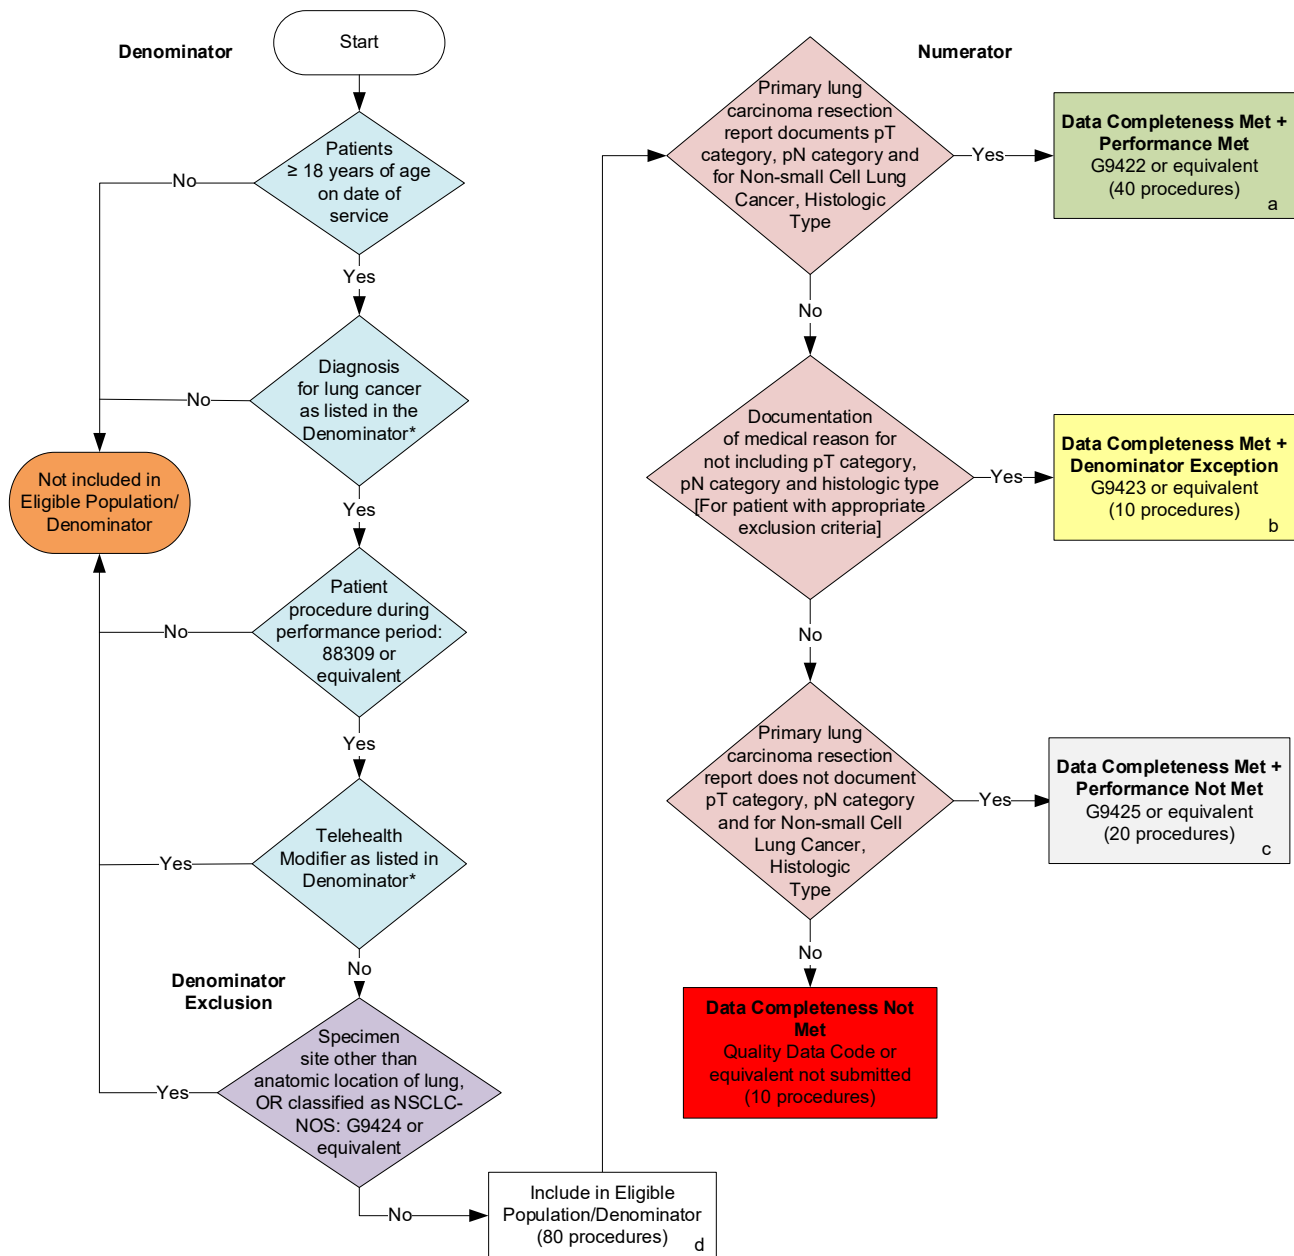 Denominator
Start
Patients
≥ 18 years of age
on date of
service
No
Yes
Diagnosis
for lung cancer
as listed in the
Denominator*
No
Not included in
Eligible Population/
Denominator
Yes
Patient
procedure during
performance period:
88309 or
equivalent
No
Yes
Telehealth
Modifier as listed in
Denominator*
Yes
No
Denominator
Exclusion
Specimen
site other than
anatomic location of lung,
OR classified as NSCLC-
NOS: G9424 or
equivalent
Yes
No
Include in Eligible
Population/Denominator
(80 procedures)
d
Numerator
Primary lung
carcinoma resection
report documents pT
category, pN category and
for Non-small Cell Lung
Cancer, Histologic
Type
Yes
Data Completeness Met +
Performance Met
G9422 or equivalent
(40 procedures)
a
No
Documentation
of medical reason for
not including pT category,
pN category and histologic type
[For patient with appropriate
exclusion criteria]
Yes
Data Completeness Met +
Denominator Exception
G9423 or equivalent
(10 procedures)
b
No
Primary lung
carcinoma resection
report does not document
pT category, pN category
and for Non-small Cell
Lung Cancer,
Histologic
Type
Yes
Data Completeness Met +
Performance Not Met
G9425 or equivalent
(20 procedures)
c
No
Data Completeness Not
Met
Quality Data Code or
equivalent not submitted
(10 procedures)